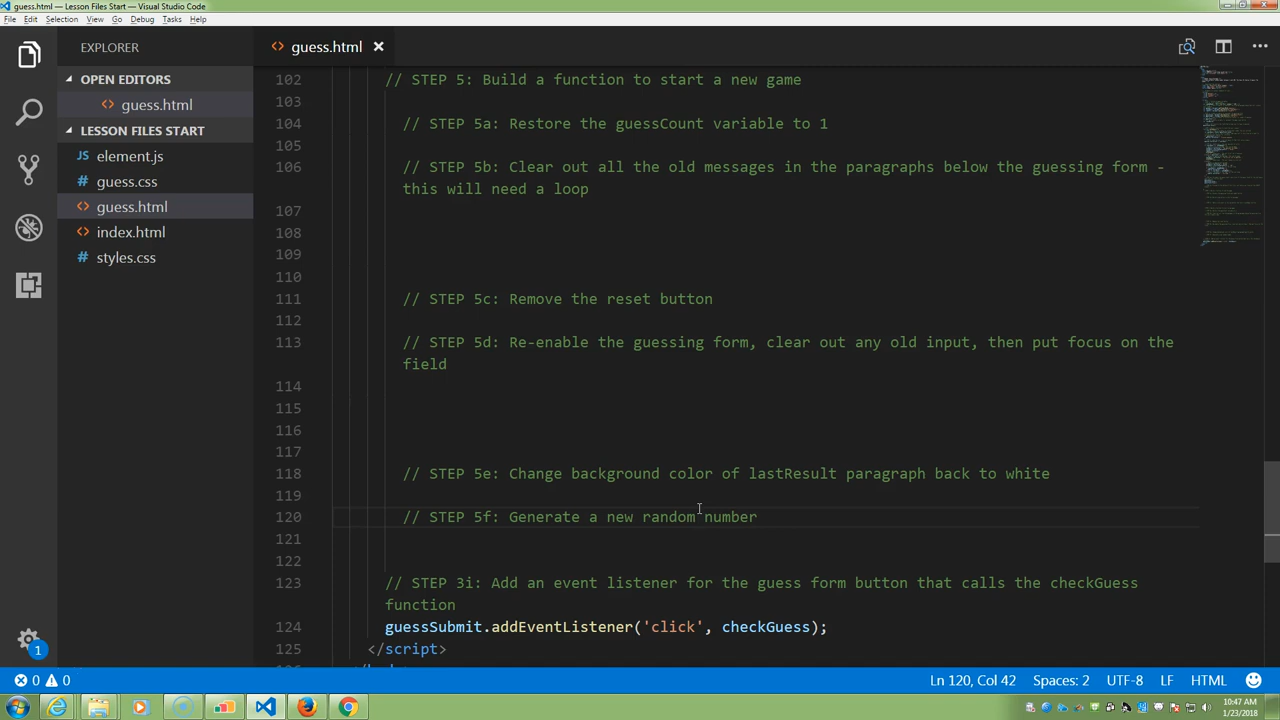 guess.html — Lesson Files Start — Visual Studio Code
File Edit Selection View Go Debug Tasks Help
EXPLORER
OPEN EDITORS
guess.html
LESSON FILES START
JS element.js
# guess.css
guess.html
index.html
# styles.css
1
guess.html
102 // STEP 5: Build a function to start a new game
103
104 // STEP 5a: re the guessCount variable to 1
105
106 // STEP 5b: ar out all the old messages in the paragraphs below the guessing form -
this will need a loop
107
108
109
110
111 // STEP 5c: Remove the reset button
112
113 // STEP 5d: Re-enable the guessing form, clear out any old input, then put focus on the
field
114
115
116
117
118 // STEP 5e: Change background color of lastResult paragraph back to white
119
120 // STEP 5f: Generate a new random number
121
122
123 // STEP 3i: Add an event listener for the guess form button that calls the checkGuess
function
124 guessSubmit.addEventListener('click', checkGuess);
125 </script>
0 0
Ln 120, Col 42 Spaces: 2 UTF-8 LF HTML
10:47 AM
1/23/2018